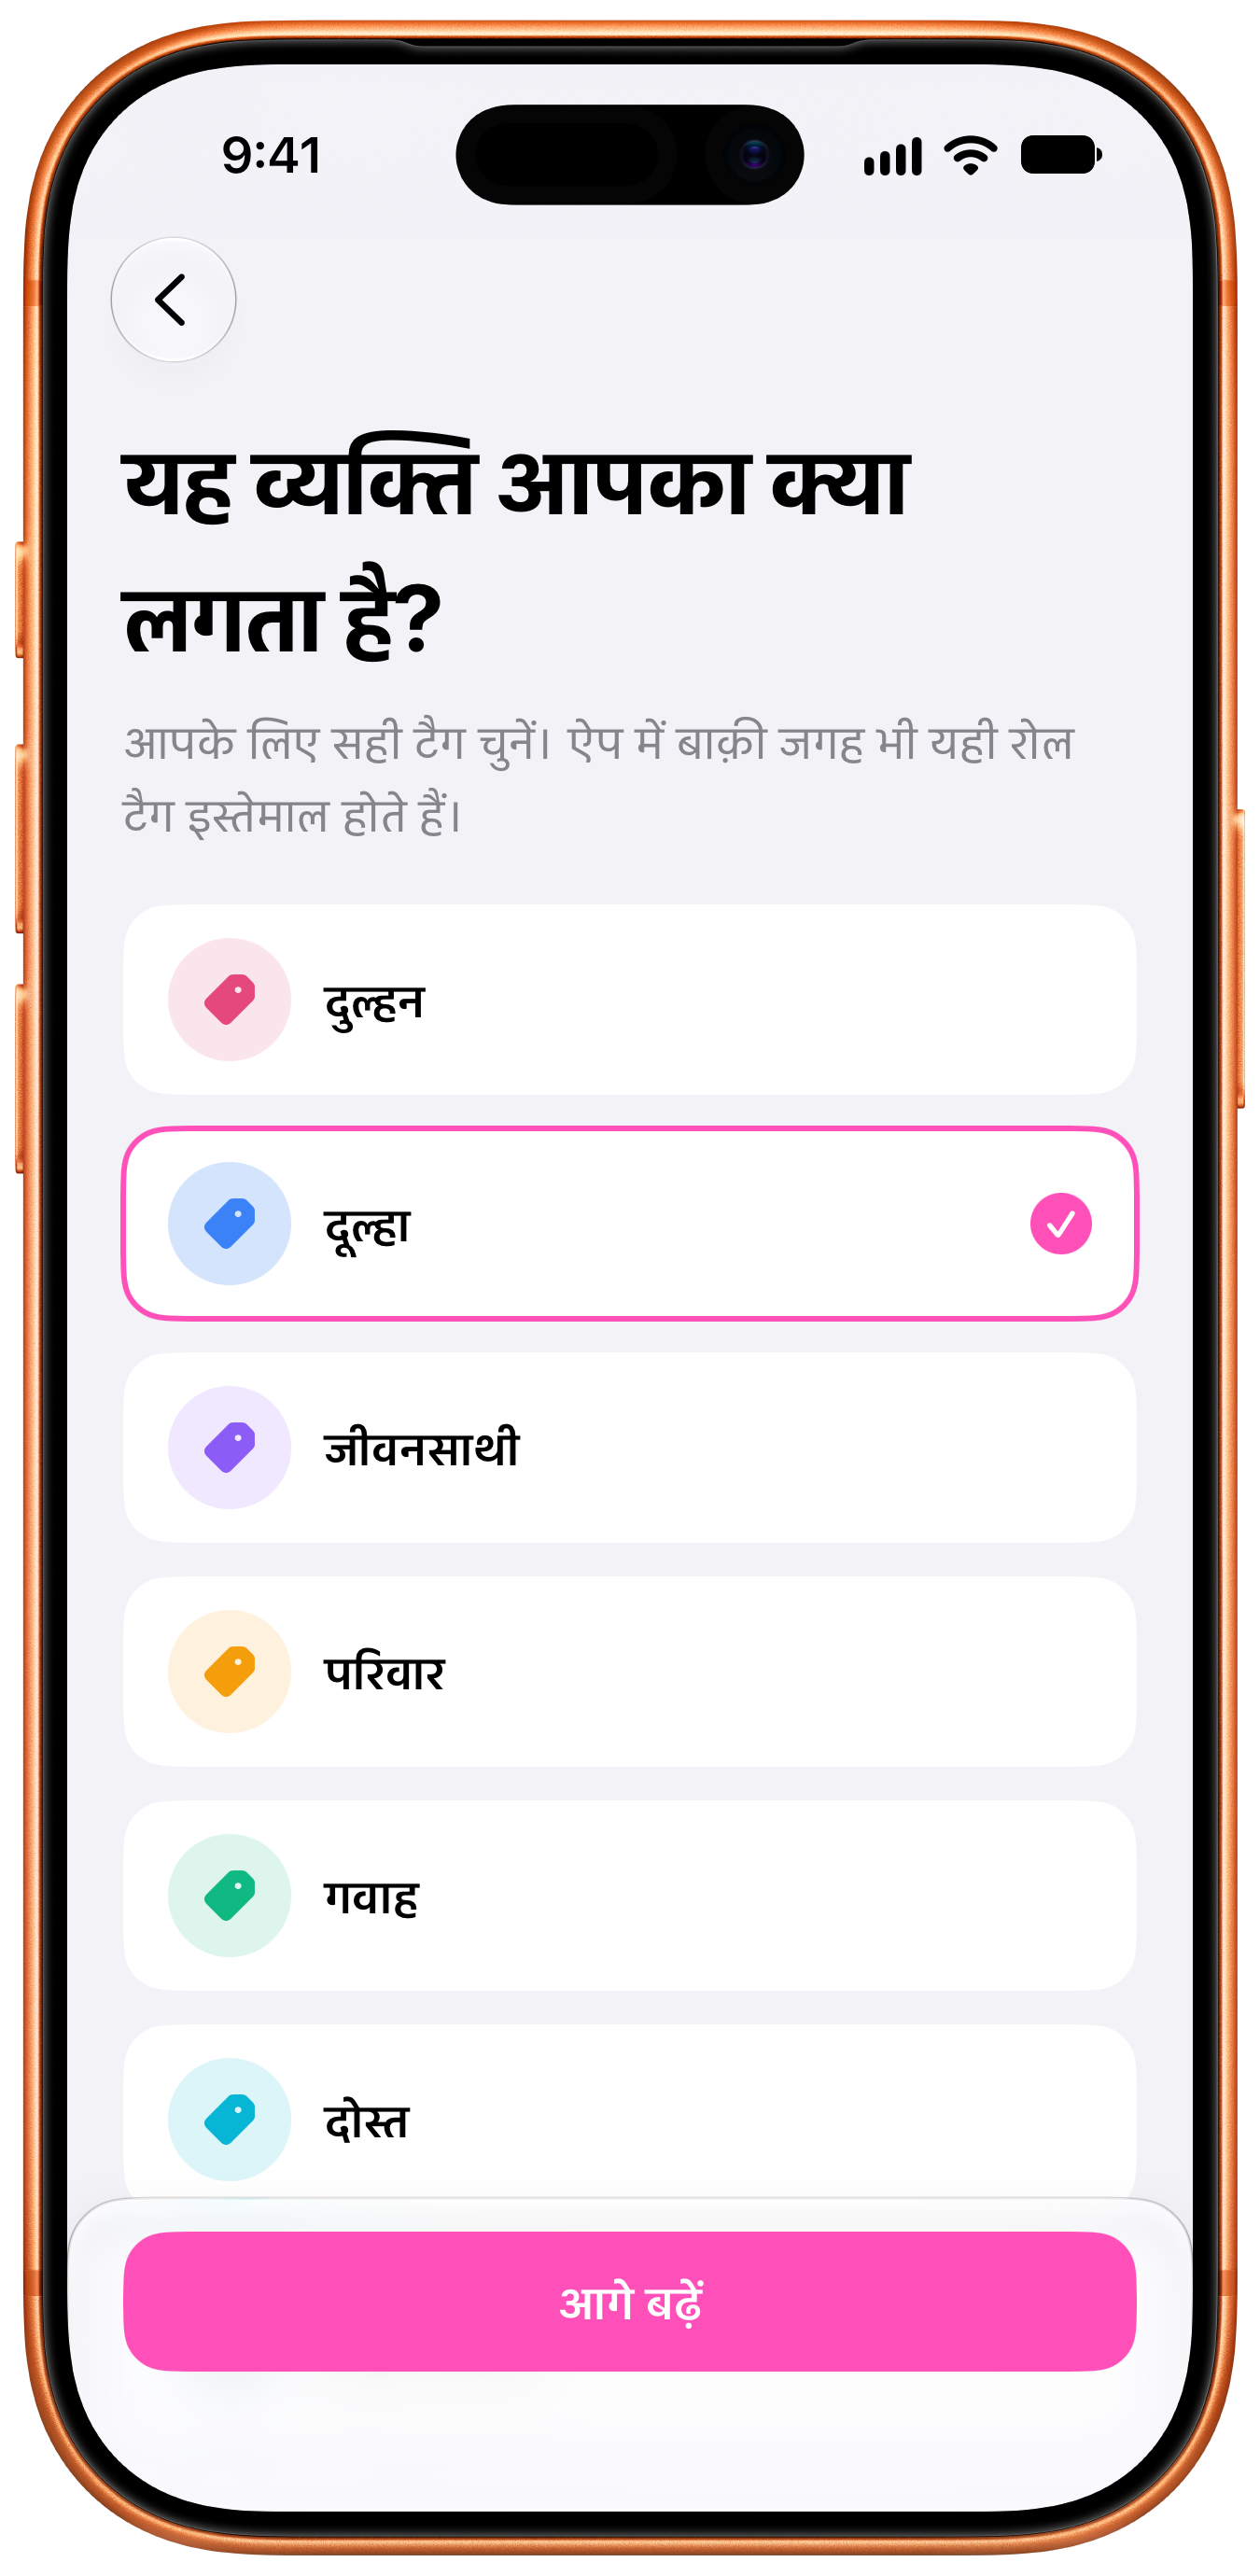 9:41
यह व्यक्ति आपका क्या
लगता है?
आपके लिए सही टैग चुनें। ऐप में बाक़ी जगह भी यही रोल
टैग इस्तेमाल होते हैं।
दुल्हन
दूल्हा
जीवनसाथी
परिवार
गवाह
दोस्त
आगे बढ़ें